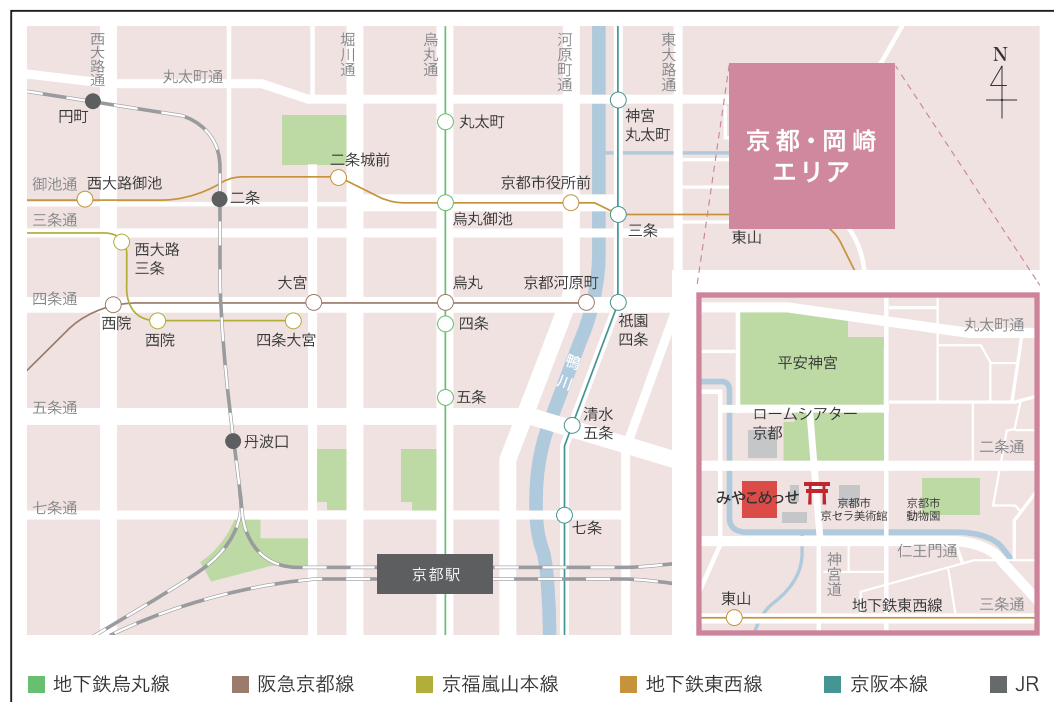 西大路通
堀川通
烏丸通
河原町通
東大路通
N
丸太町通
円町
丸太町
神宮
丸太町
京都・岡崎
エリア
二条城前
御池通
西大路御池
二条
京都市役所前
烏丸御池
三条通
三条
東山
西大路
三条
大宮
烏丸
京都河原町
四条通
西院
西院
四条大宮
四条
祇園
四条
鴨川
五条通
五条
清水
五条
丹波口
七条通
七条
京都駅
丸太町通
平安神宮
ロームシアター
京都
二条通
みやこめっせ
京都市
京セラ美術館
京都市
動物園
仁王門通
神宮道
東山
地下鉄東西線
三条通
地下鉄烏丸線
阪急京都線
京福嵐山本線
地下鉄東西線
京阪本線
JR